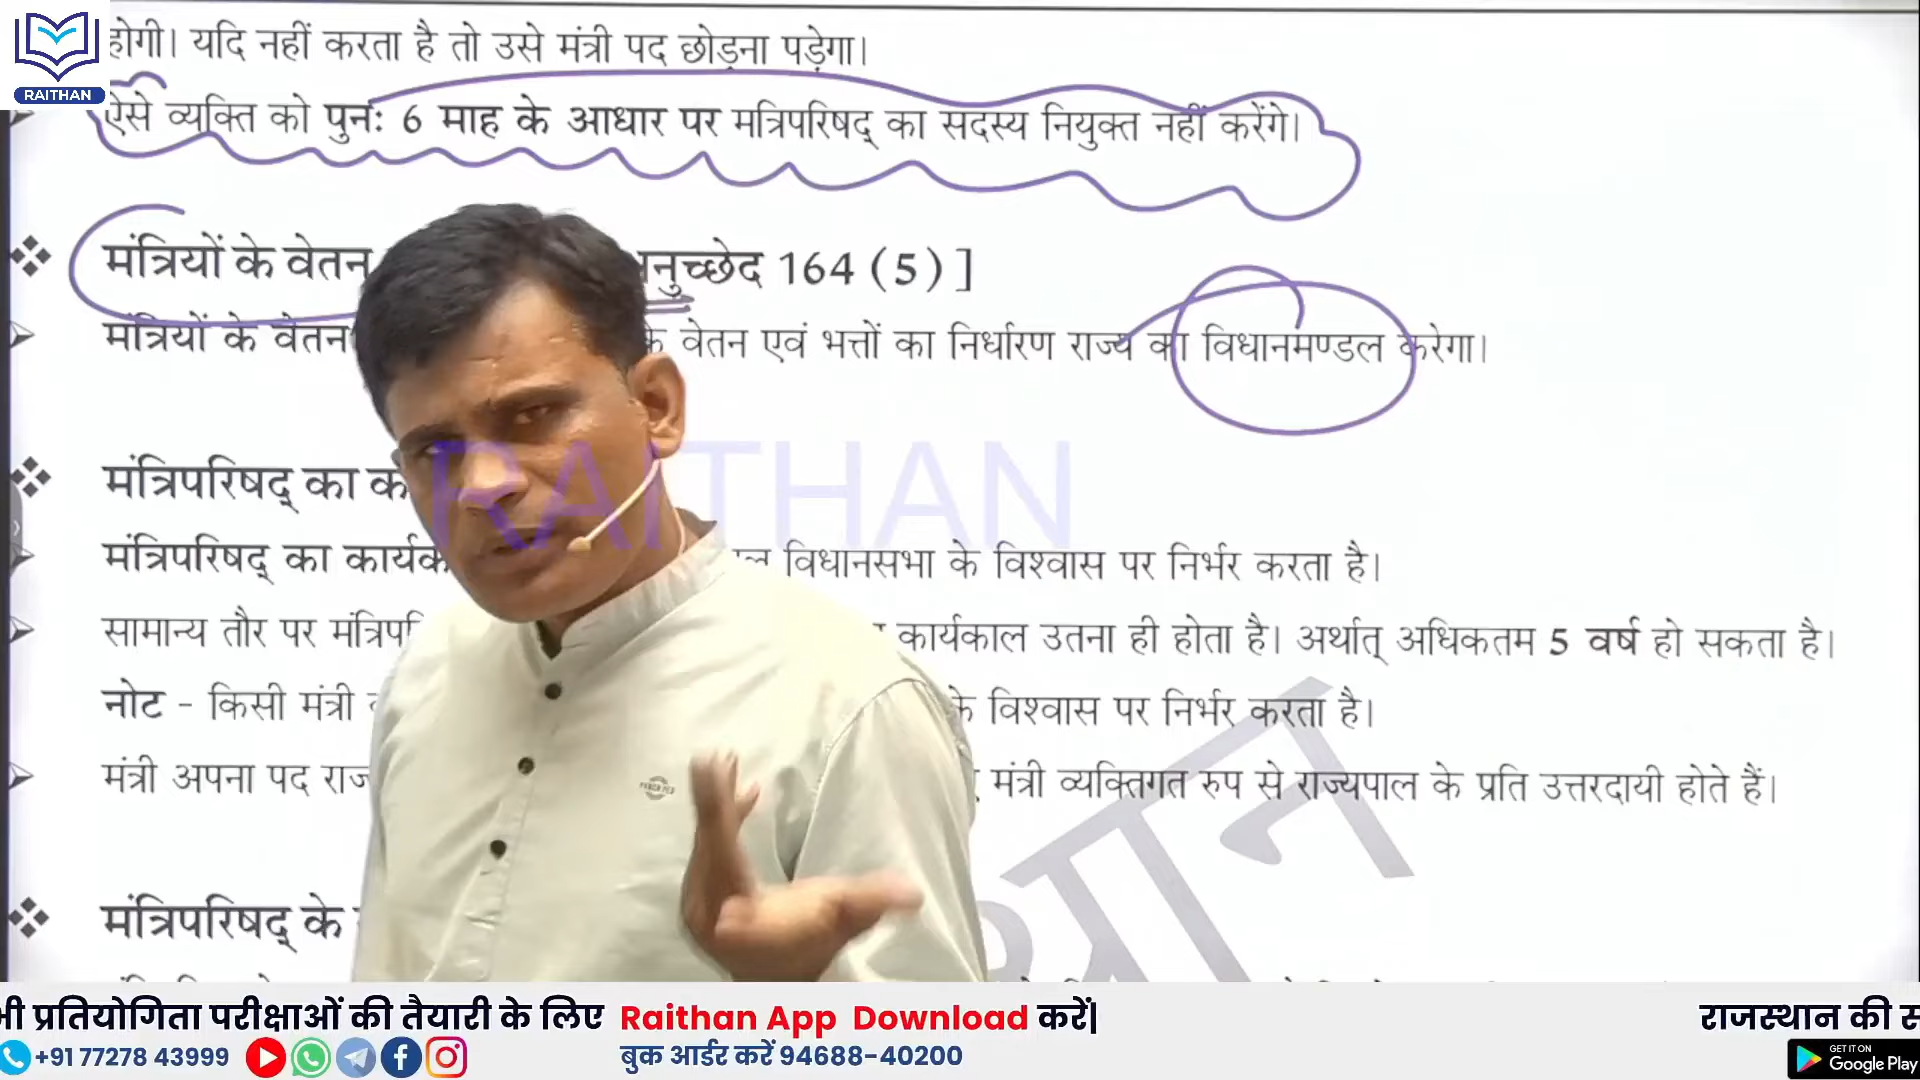 होगी। यदि नहीं करता है तो उसे मंत्री पद छोड़ना पड़ेगा।
RAITHAN
ऐसे व्यक्ति को पुनः 6 माह के आधार पर मत्रिपरिषद् का सदस्य नियुक्त नहीं करेंगे।
मंत्रियों के वेतन नुच्छेद 164 (5) ]
मंत्रियों के वेतन के वेतन एवं भत्तों का निर्धारण राज्य का विधानमण्डल करेगा।
RAITHAN
मंत्रिपरिषद् का
मंत्रिपरिषद् का विधानसभा के विश्वास पर निर्भर करता है।
सामान्य तौर पर कार्यकाल उतना ही होता है। अर्थात् अधिकतम 5 वर्ष हो सकता है।
नोट - किसी मंत्री के विश्वास पर निर्भर करता है।
मंत्री अपना पद मंत्री व्यक्तिगत रुप से राज्यपाल के प्रति उत्तरदायी होते हैं।
मंत्रिपरिषद् के
प्रतियोगिता परीक्षाओं की तैयारी के लिए Raithan App Download करें| राजस्थान की
+91 77278 43999 बुक आर्डर करें 94688-40200
GET IT ON
Google Play